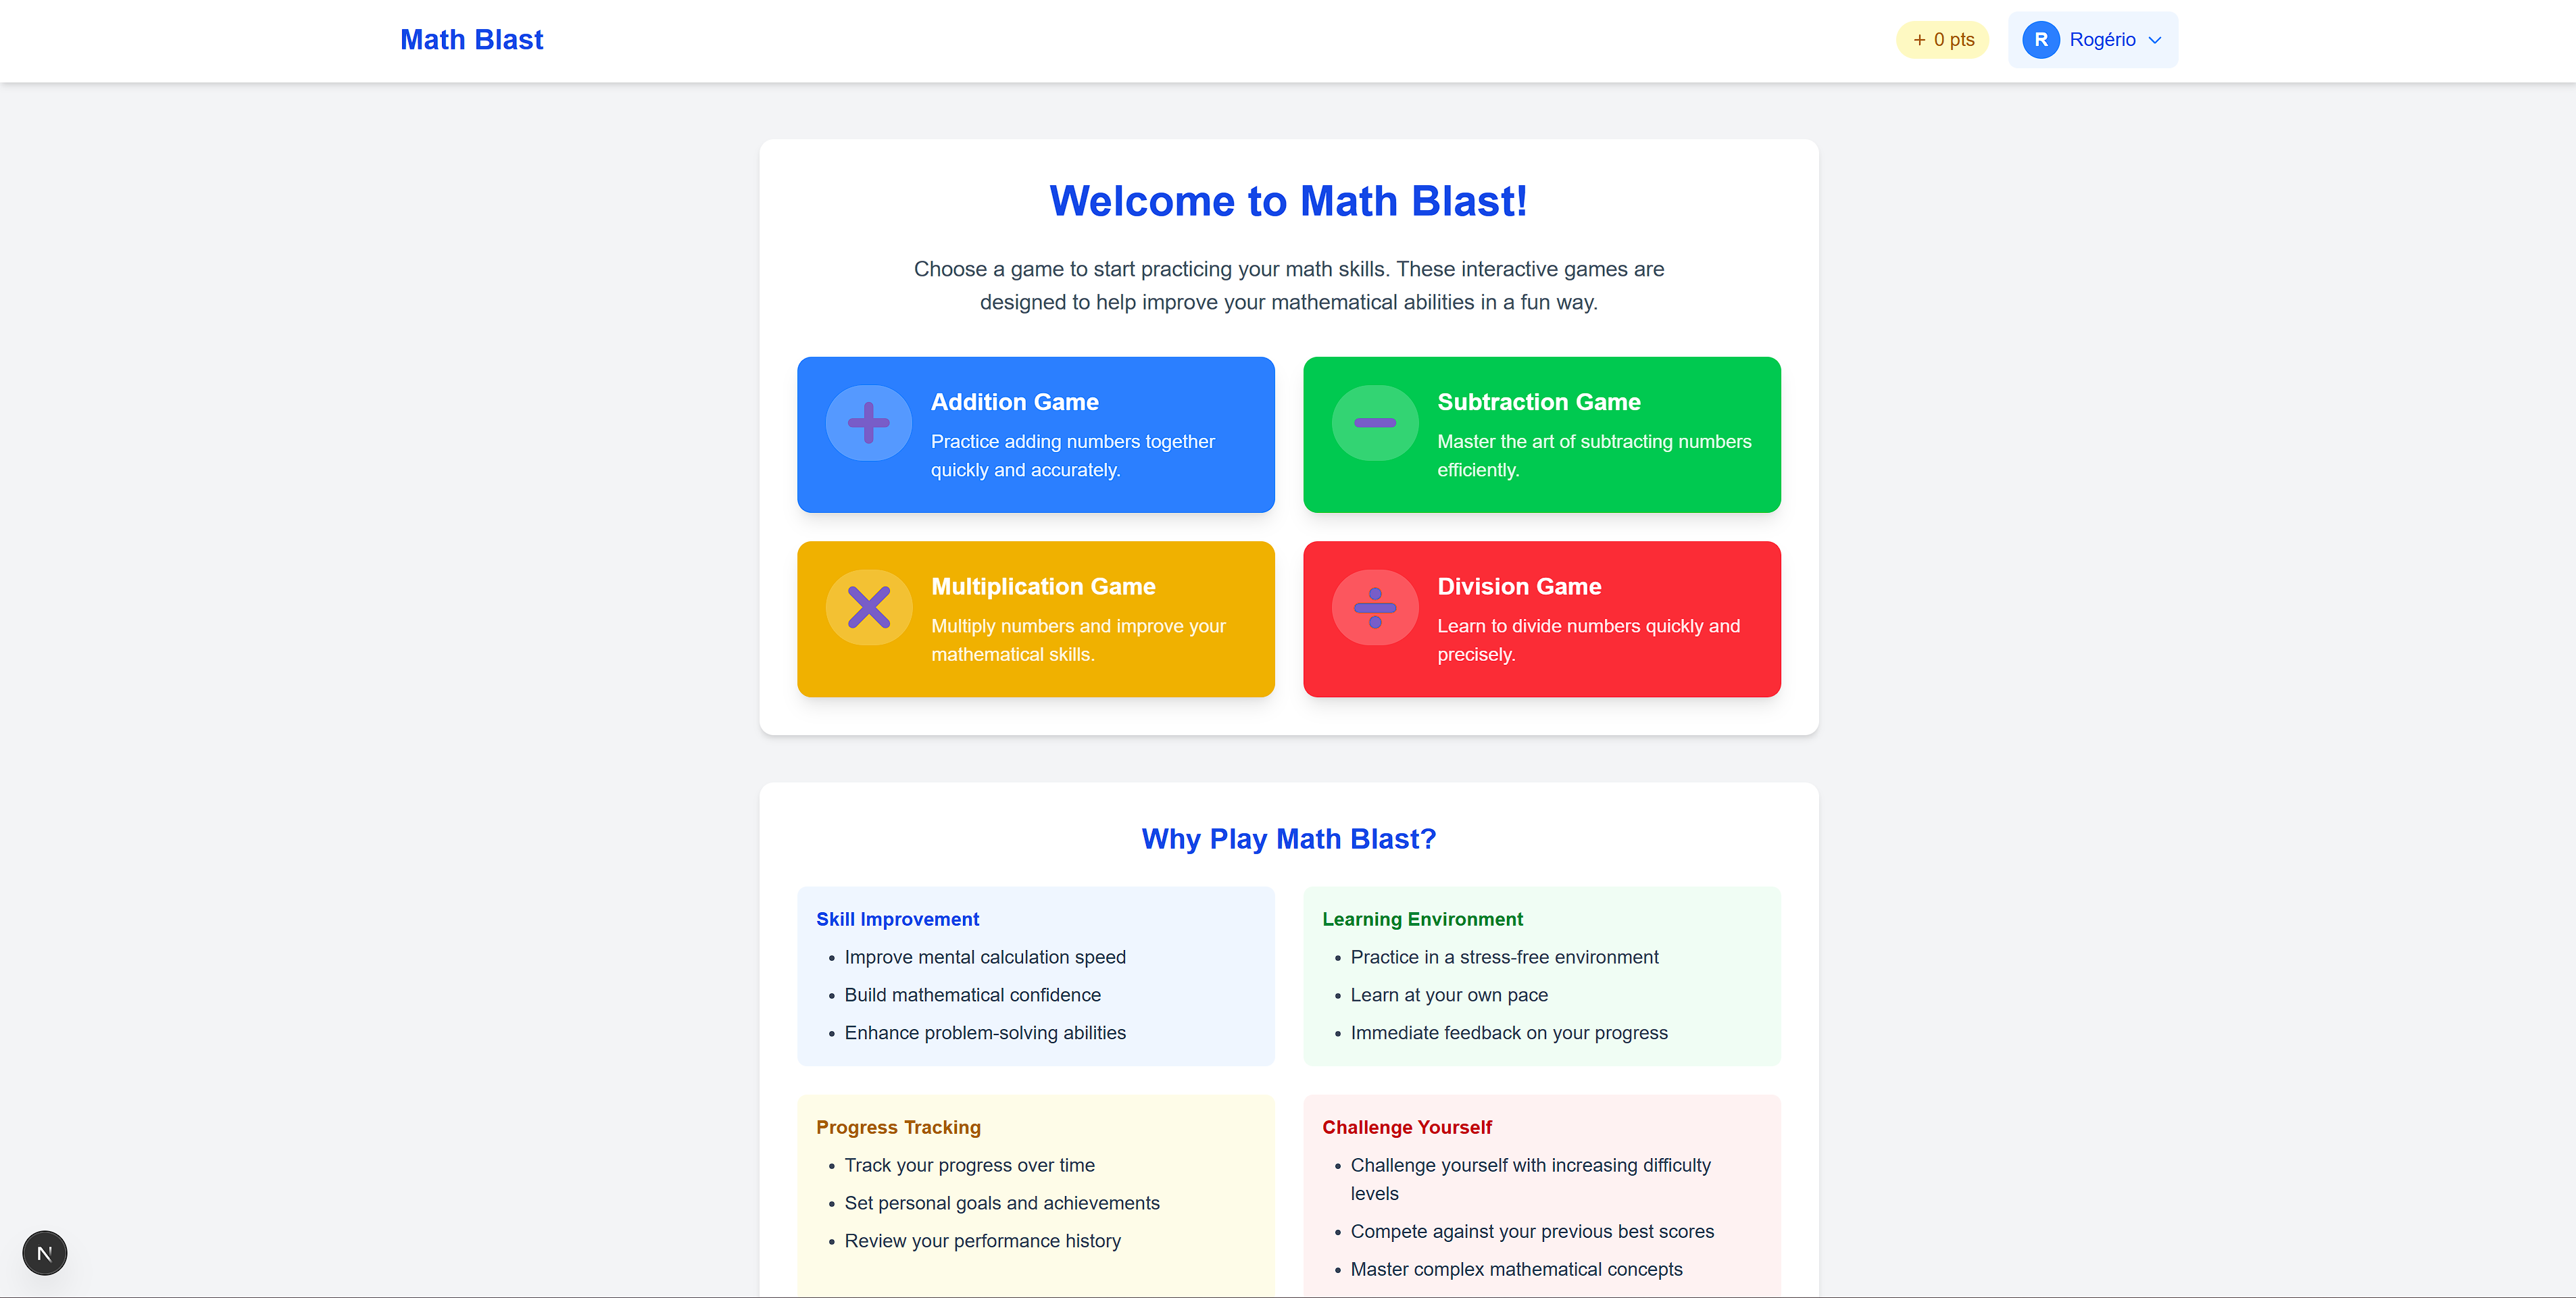 Math Blast
+ 0 pts
R Rogério
Welcome to Math Blast!
Choose a game to start practicing your math skills. These interactive games are
designed to help improve your mathematical abilities in a fun way.
Addition Game
Practice adding numbers together
quickly and accurately.
Subtraction Game
Master the art of subtracting numbers
efficiently.
Multiplication Game
Multiply numbers and improve your
mathematical skills.
Division Game
Learn to divide numbers quickly and
precisely.
Why Play Math Blast?
Skill Improvement
• Improve mental calculation speed
• Build mathematical confidence
• Enhance problem-solving abilities
Learning Environment
• Practice in a stress-free environment
• Learn at your own pace
• Immediate feedback on your progress
Progress Tracking
• Track your progress over time
• Set personal goals and achievements
• Review your performance history
Challenge Yourself
• Challenge yourself with increasing difficulty
levels
• Compete against your previous best scores
• Master complex mathematical concepts
N